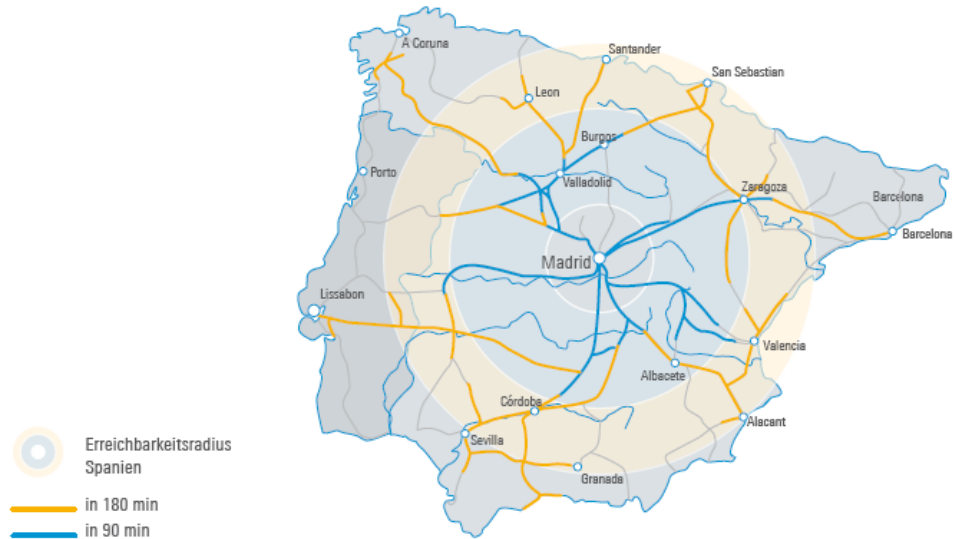 A Coruna
Santander
San Sebastian
Leon
Burgos
Porto
Valladolid
Zaragoza
Barcelona
Barcelona
Madrid
Lissabon
Valencia
Albacete
Córdoba
Alacant
Sevilla
Granada
Erreichbarkeitsradius
Spanien
in 180 min
in 90 min